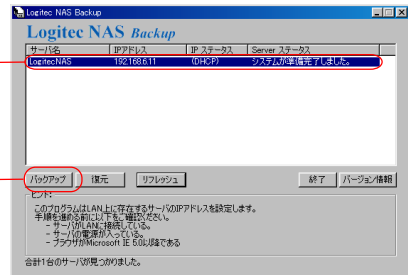 Logitec NAS Backup
Logitec NAS Backup
サーバ名 IPアドレス IP ステータス Server ステータス
LogitecNAS 192.168.6.11 (DHCP) システムが準備完了しました。
バックアップ 復元 リフレッシュ 終了 バージョン情報
ヒント:
このプログラムはLAN上に存在するサーバのIPアドレスを設定します。
手順を進める前に以下をご確認ください。
- サーバがLANに接続している。
- サーバの電源が入っている。
- ブラウザがMicrosoft IE 5.0以降である
合計1台のサーバが見つかりました。